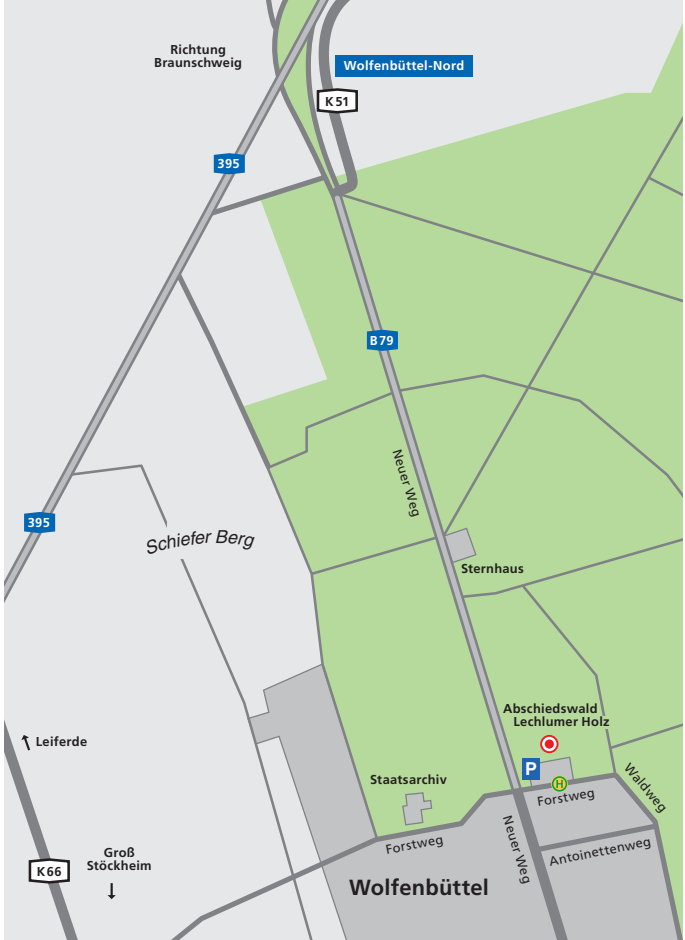 Richtung
Braunschweig
Wolfenbüttel-Nord
K51
395
B79
Neuer Weg
395
Schiefer Berg
Sternhaus
Abschiedswald
Lechlumer Holz
Leiferde
P
Staatsarchiv
H
Forstweg
Waldweg
Forstweg
Neuer Weg
Antoinettenweg
Groß
Stöckheim
K66
Wolfenbüttel